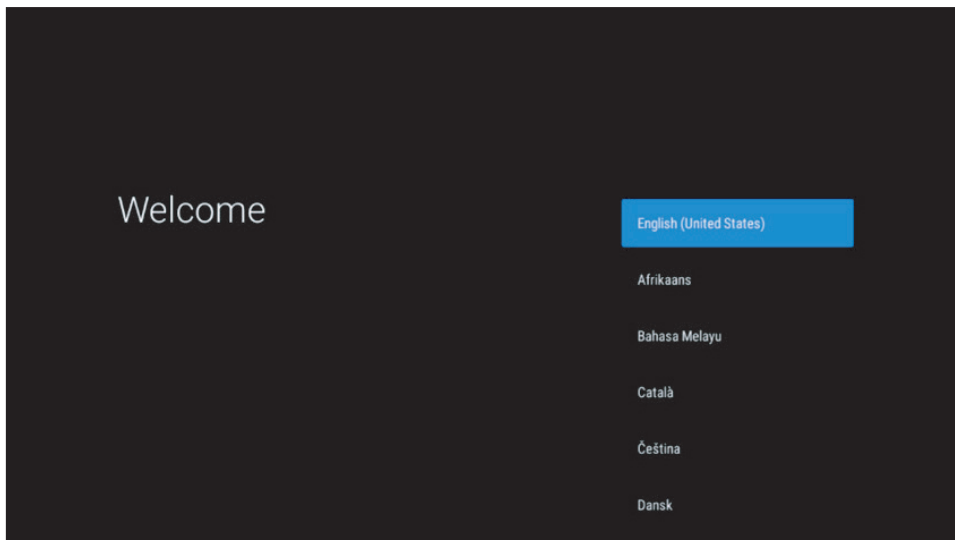 Welcome
English (United States)
Afrikaans
Bahasa Melayu
Català
Čeština
Dansk